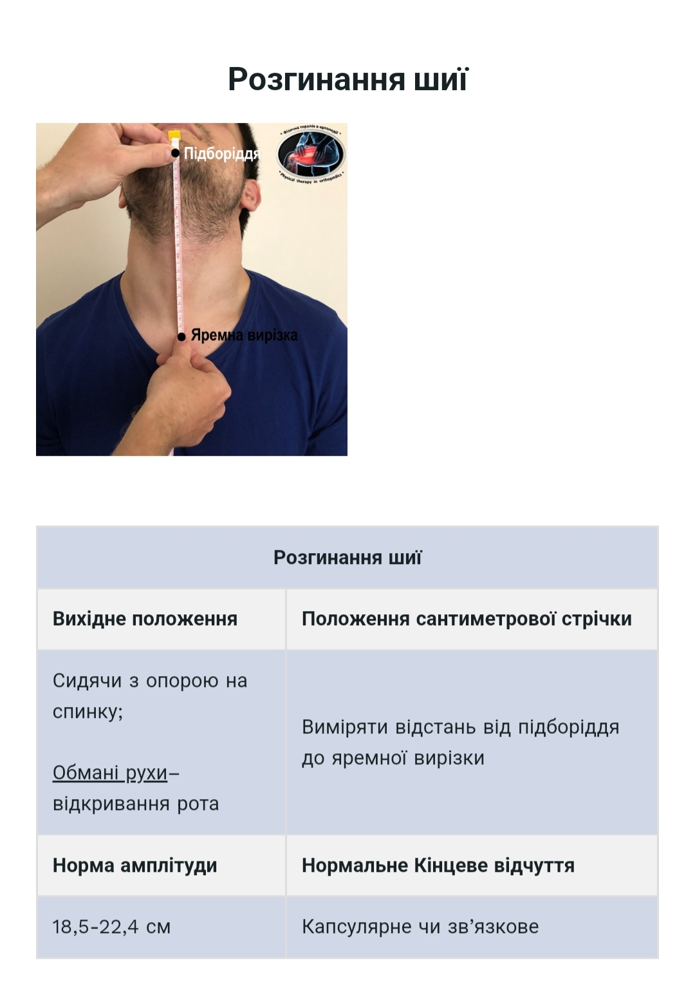 Розгинання шиї
• Фізична терапія в ортопедії •
Підборіддя
• Physical therapy in orthopedics •
Яремна вирізка
Розгинання шиї
Вихідне положення
Положення сантиметрової стрічки
Сидячи з опорою на
спинку;
Обмані рухи–
відкривання рота
Виміряти відстань від підборіддя
до яремної вирізки
Норма амплітуди
Нормальне Кінцеве відчуття
18,5-22,4 см
Капсулярне чи зв’язкове